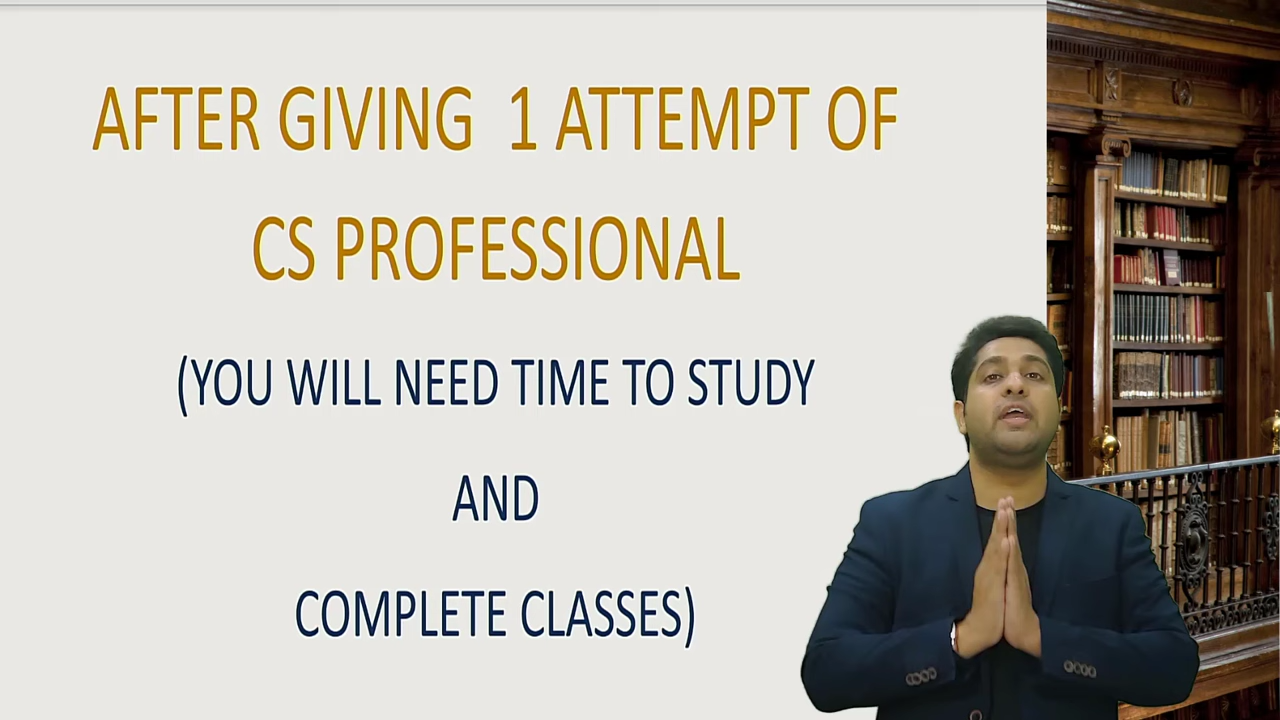 AFTER GIVING 1 ATTEMPT OF
CS PROFESSIONAL
(YOU WILL NEED TIME TO STUDY
AND
COMPLETE CLASSES)